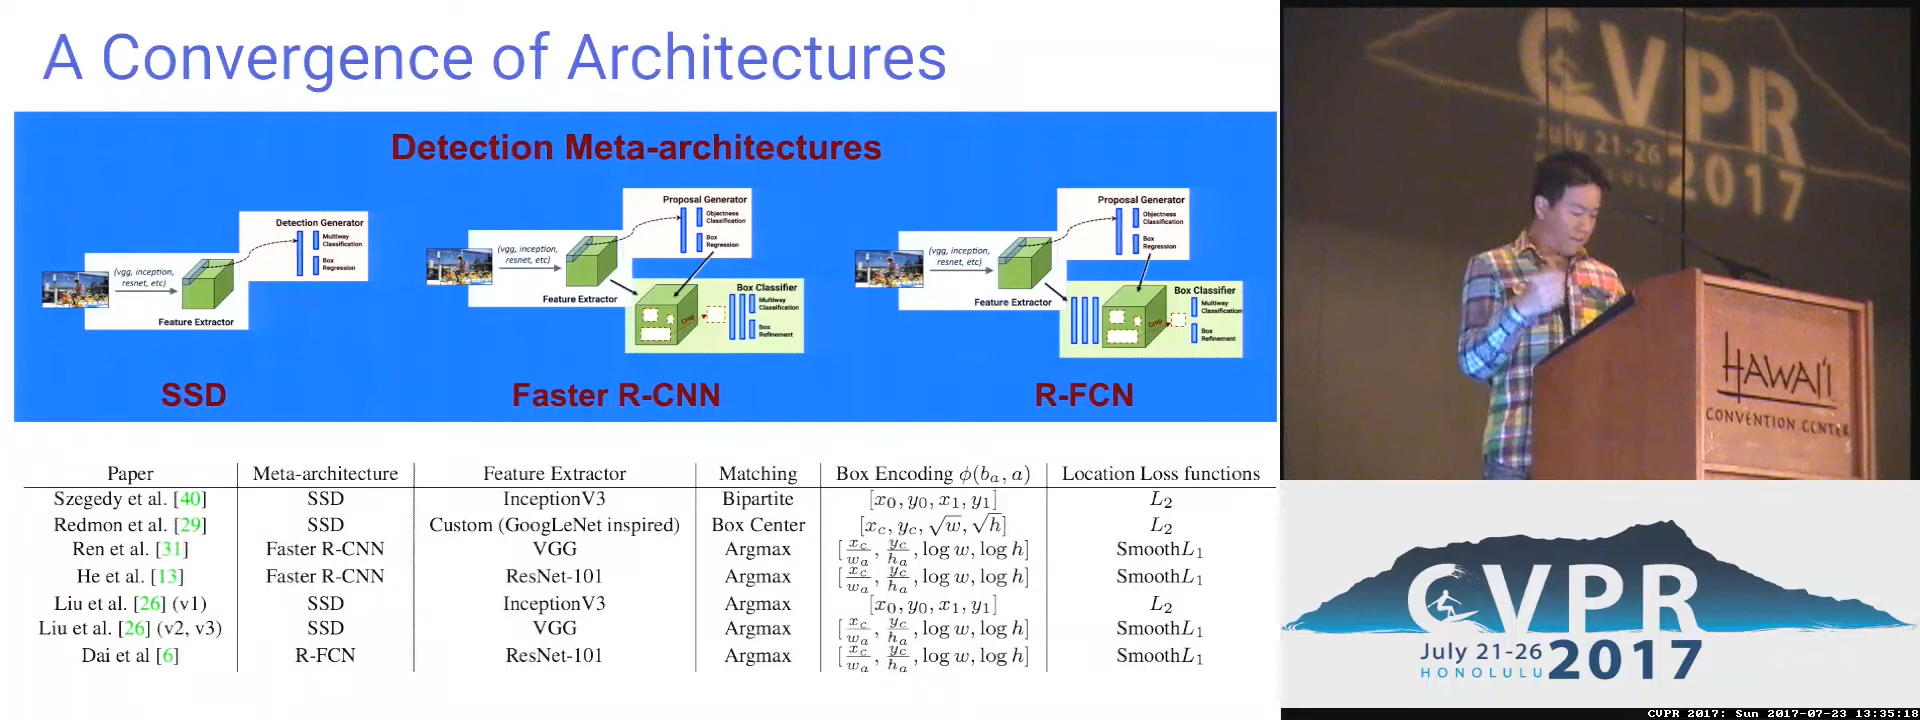 A Convergence of Architectures
Detection Meta-architectures
Detection Generator
Multiway
Classification
Box
Regression
(vgg, inception,
resnet, etc)
Feature Extractor
SSD
Proposal Generator
Objectness
Classification
Box
Regression
(vgg, inception,
resnet, etc)
Feature Extractor
Box Classifier
Multiway
Classification
Crop
Box
Refinement
Faster R-CNN
Proposal Generator
Objectness
Classification
Box
Regression
(vgg, inception,
resnet, etc)
Feature Extractor
Box Classifier
Multiway
Classification
Crop
Box
Refinement
R-FCN
Paper Meta-architecture Feature Extractor Matching Box Encoding ϕ(b_a, a) Location Loss functions
Szegedy et al. [40] SSD InceptionV3 Bipartite [x_0, y_0, x_1, y_1] L_2
Redmon et al. [29] SSD Custom (GoogLeNet inspired) Box Center [x_c, y_c, √w, √h] L_2
Ren et al. [31] Faster R-CNN VGG Argmax [x_c/w_a, y_c/h_a, log w, log h] SmoothL_1
He et al. [13] Faster R-CNN ResNet-101 Argmax [x_c/w_a, y_c/h_a, log w, log h] SmoothL_1
Liu et al. [26] (v1) SSD InceptionV3 Argmax [x_0, y_0, x_1, y_1] L_2
Liu et al. [26] (v2, v3) SSD VGG Argmax [x_c/w_a, y_c/h_a, log w, log h] SmoothL_1
Dai et al [6] R-FCN ResNet-101 Argmax [x_c/w_a, y_c/h_a, log w, log h] SmoothL_1
CVPR
July 21-26
2017
HAWAI'I
CONVENTION CENTER
CVPR
July 21-26
HONOLULU
2017
CVPR 2017: Sun 2017-07-23 13:35:18